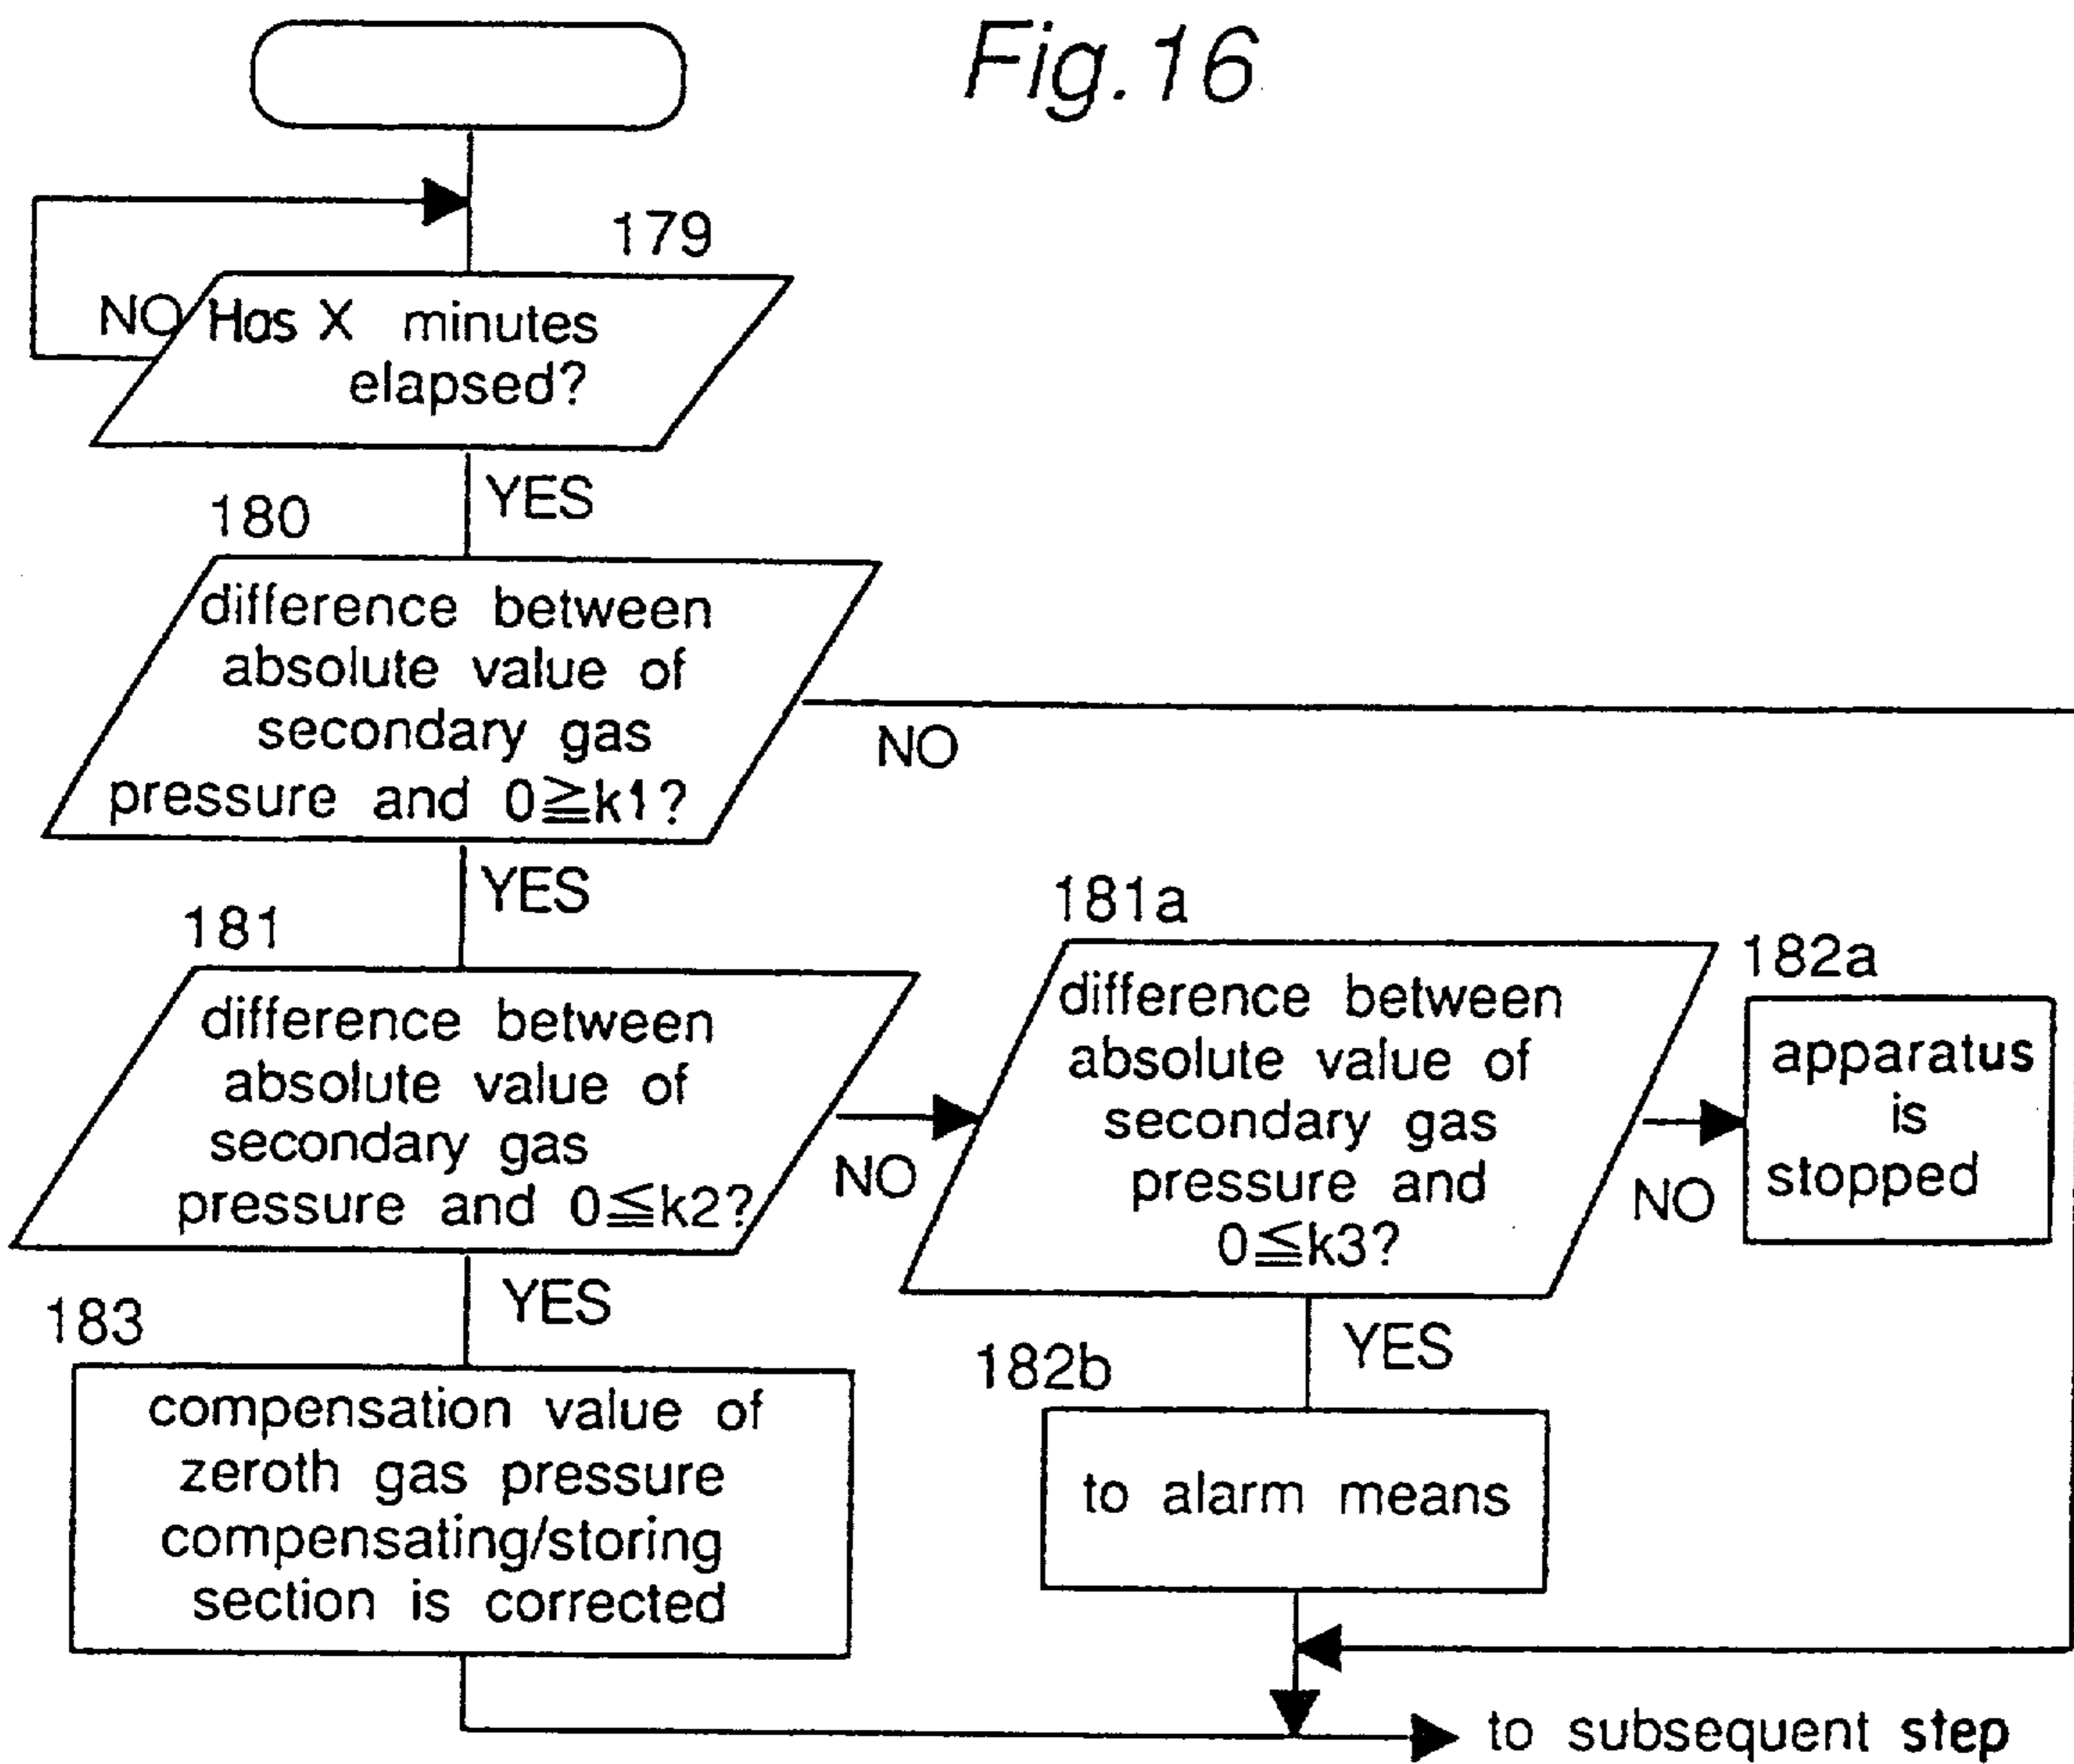 Fig. 16
179
NO
Has X minutes
elapsed?
YES
180
difference between
absolute value of
secondary gas
pressure and 0≧k1?
NO
YES
181
difference between
absolute value of
secondary gas
pressure and 0≦k2?
NO
181a
difference between
absolute value of
secondary gas
pressure and
0≦k3?
NO
182a
apparatus
is
stopped
YES
183
compensation value of
zeroth gas pressure
compensating/storing
section is corrected
YES
182b
to alarm means
to subsequent step